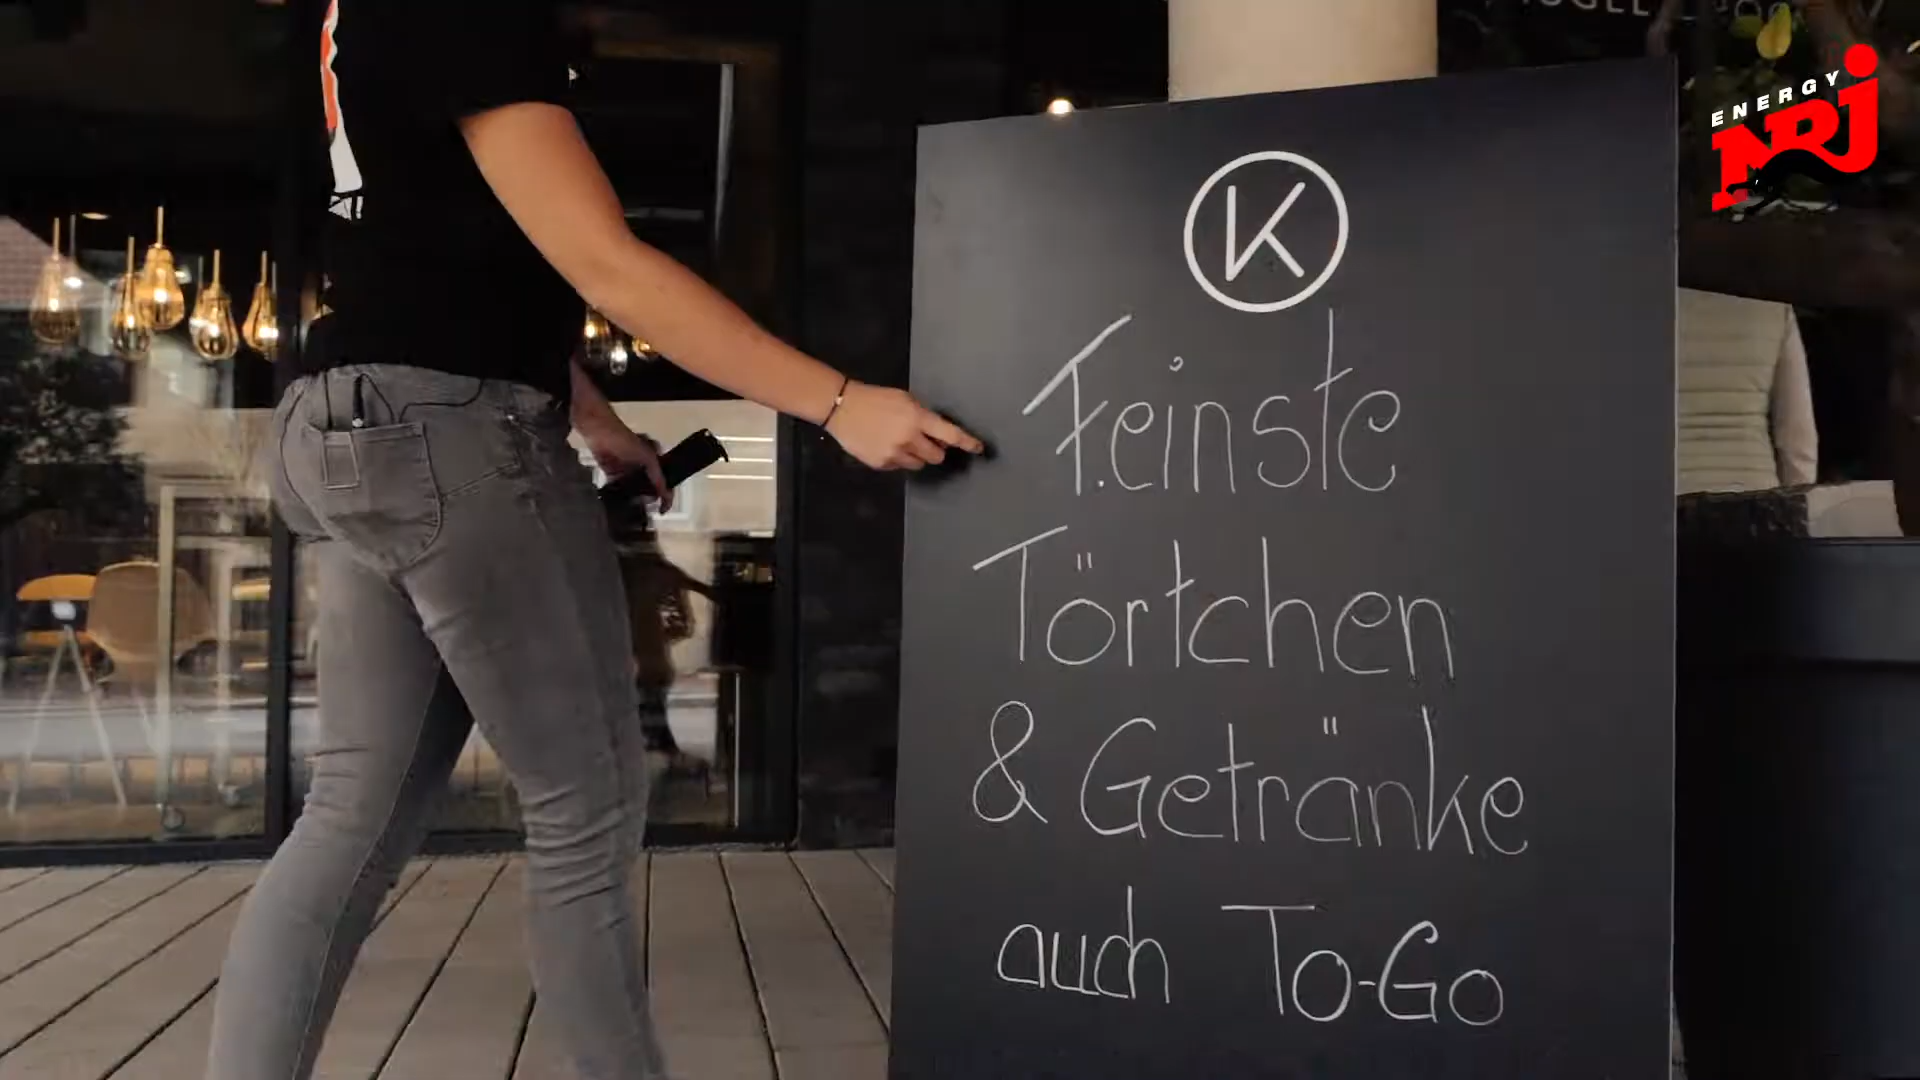 ENERGY
NRJ
K
Feinste
Törtchen
& Getränke
auch To-Go